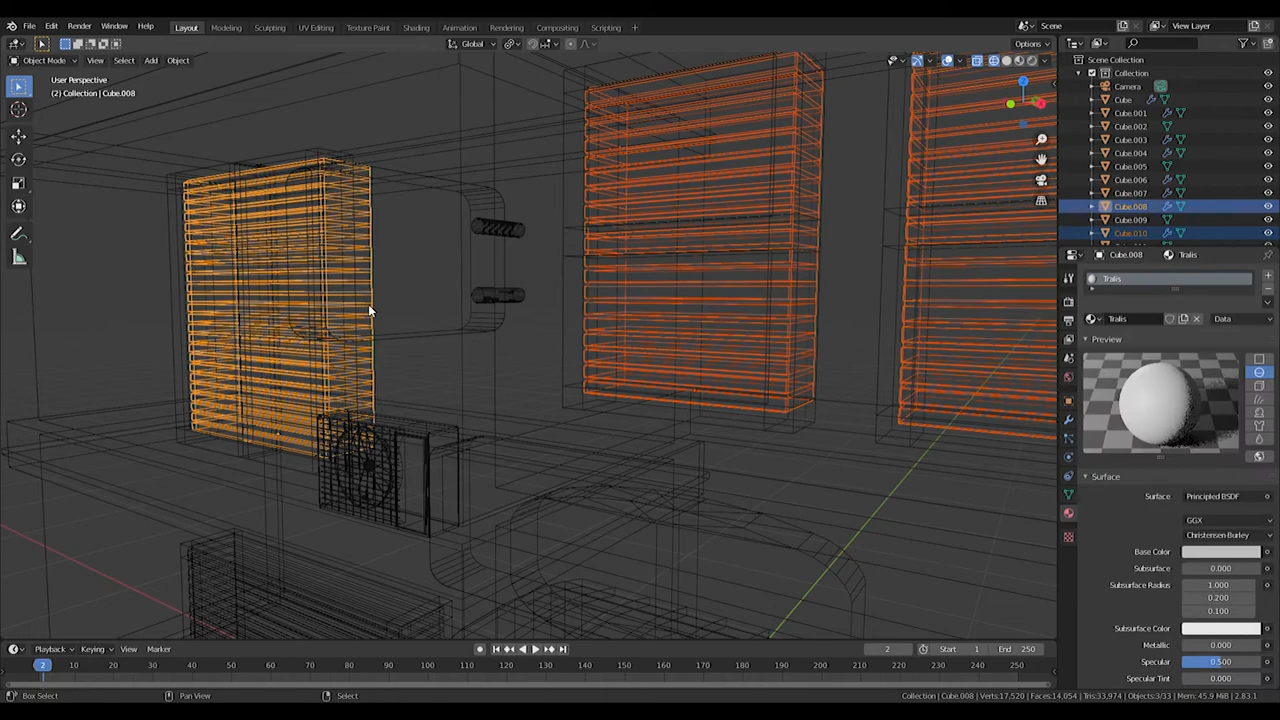 File Edit Render Window Help Layout Modeling Sculpting UV Editing Texture Paint Shading Animation Rendering Compositing Scripting + Scene View Layer
Global Options
Object Mode View Select Add Object
User Perspective
(2) Collection | Cube.008
Scene Collection
Collection
Camera
Cube
Cube.001
Cube.002
Cube.003
Cube.004
Cube.005
Cube.006
Cube.007
Cube.008
Cube.009
Cube.010
Cube.008 Tralis
Tralis
Tralis Data
Preview
Surface
Surface Principled BSDF
GGX
Christensen-Burley
Base Color
Subsurface 0.000
Subsurface Radius 1.000
0.200
0.100
Subsurface Color
Metallic 0.000
Specular 0.500
Specular Tint 0.000
Playback Keying View Marker 2 Start 1 End 250
2 10 20 30 40 50 60 70 80 90 100 110 120 130 140 150 160 170 180 190 200 210 220 230 240 250
Box Select Pan View Select Collection | Cube.008 | Verts:17,520 | Faces:14,054 | Tris:33,974 | Objects:3/33 | Mem: 45.9 MiB | 2.83.1